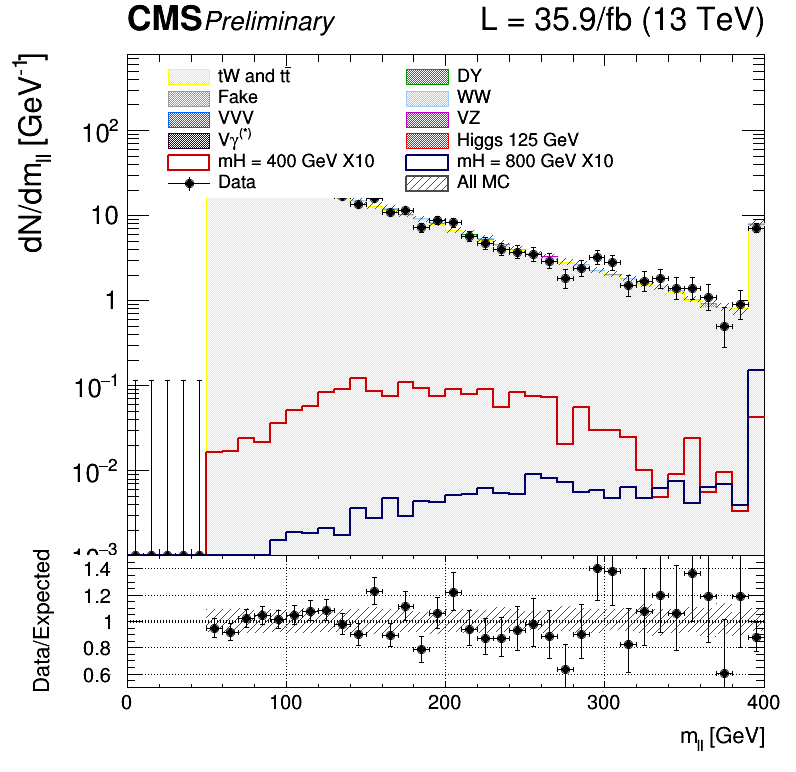 CMS Preliminary L = 35.9/fb (13 TeV)
dN/dm_ll [GeV⁻¹]
tW and tt̄ DY
Fake WW
VVV VZ
Vγ(*) Higgs 125 GeV
mH = 400 GeV X10 mH = 800 GeV X10
Data All MC
10²
10
1
10⁻¹
10⁻²
10⁻³
Data/Expected
1.4
1.2
1
0.8
0.6
0 100 200 300 400
m_ll [GeV]